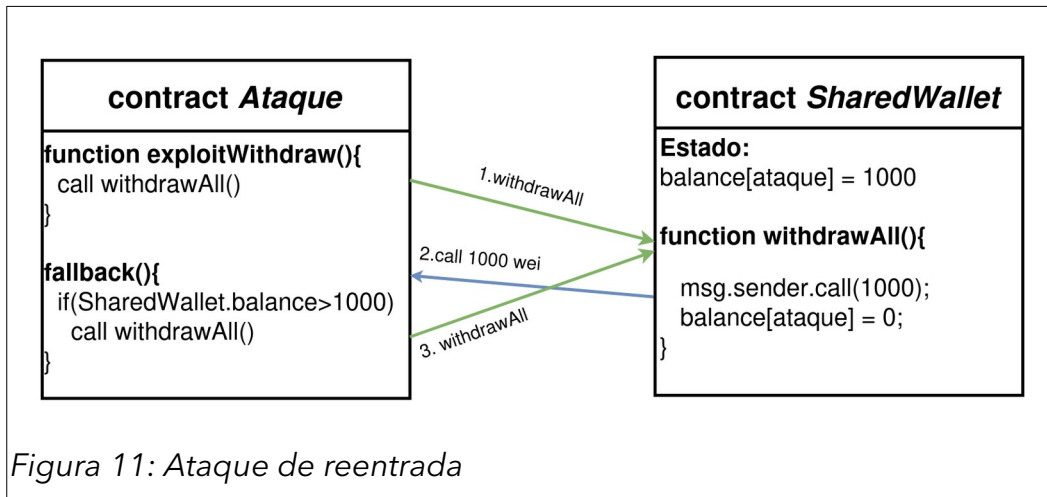 contract Ataque
function exploitWithdraw(){
call withdrawAll()
}
fallback(){
if(SharedWallet.balance>1000)
call withdrawAll()
}
1.withdrawAll
2.call 1000 wei
3. withdrawAll
contract SharedWallet
Estado:
balance[ataque] = 1000
function withdrawAll(){
msg.sender.call(1000);
balance[ataque] = 0;
}
Figura 11: Ataque de reentrada